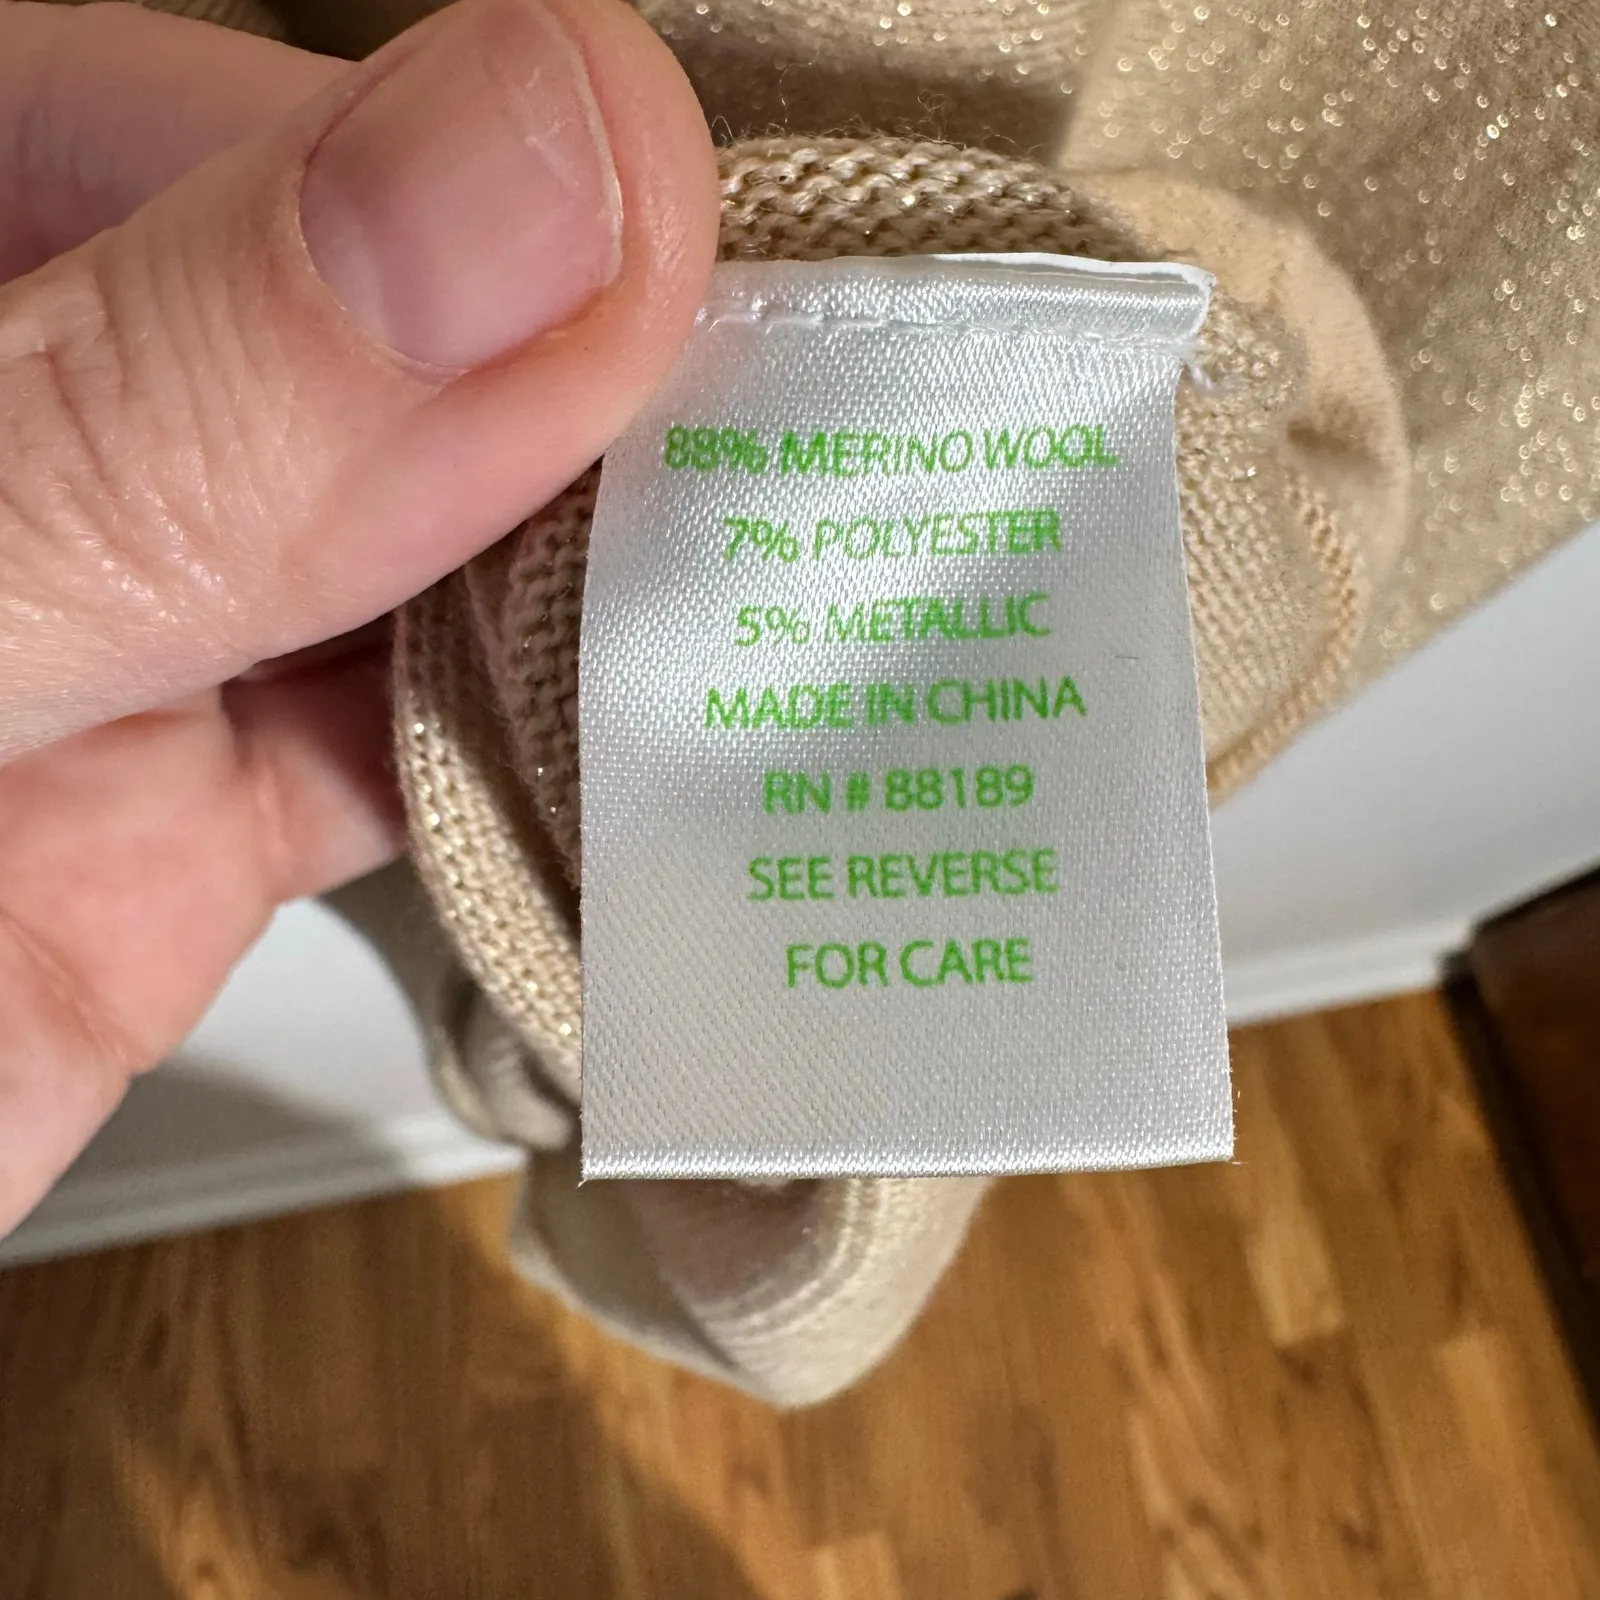 88% MERINO WOOL
7% POLYESTER
5% METALLIC
MADE IN CHINA
RN # 88189
SEE REVERSE
FOR CARE